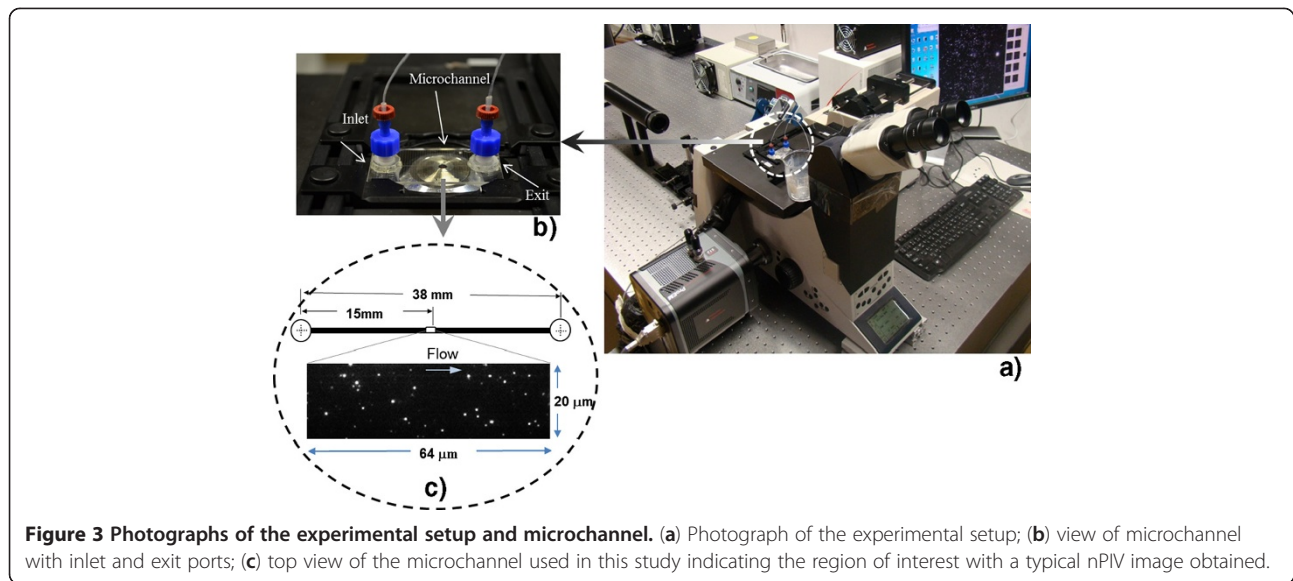 Microchannel
Inlet
Exit
b)
a)
38 mm
15mm
Flow
20 μm
64 μm
c)
Figure 3 Photographs of the experimental setup and microchannel. (a) Photograph of the experimental setup; (b) view of microchannel
with inlet and exit ports; (c) top view of the microchannel used in this study indicating the region of interest with a typical nPIV image obtained.